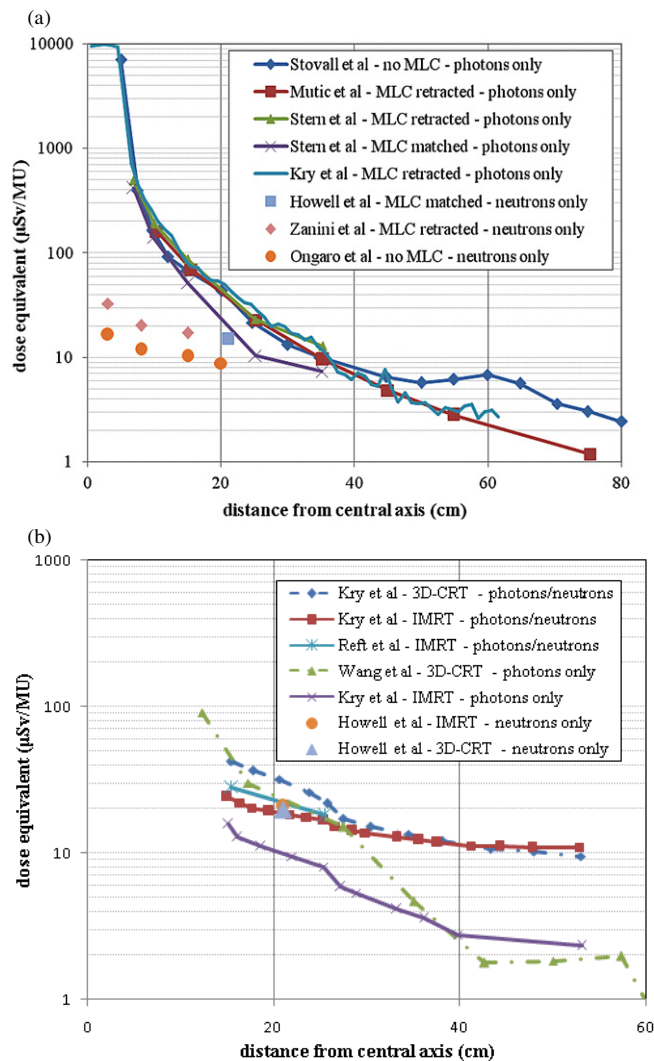 (a)
10000
1000
100
10
1
dose equivalent (µSv/MU)
Stovall et al - no MLC - photons only
Mutic et al - MLC retracted - photons only
Stern et al - MLC retracted - photons only
Stern et al - MLC matched - photons only
Kry et al - MLC retracted - photons only
Howell et al - MLC matched - neutrons only
Zanini et al - MLC retracted - neutrons only
Ongaro et al - no MLC - neutrons only
0 20 40 60 80
distance from central axis (cm)
(b)
1000
100
10
1
dose equivalent (µSv/MU)
Kry et al - 3D-CRT - photons/neutrons
Kry et al - IMRT - photons/neutrons
Reft et al - IMRT - photons/neutrons
Wang et al - 3D-CRT - photons only
Kry et al - IMRT - photons only
Howell et al - IMRT - neutrons only
Howell et al - 3D-CRT - neutrons only
0 20 40 60
distance from central axis (cm)